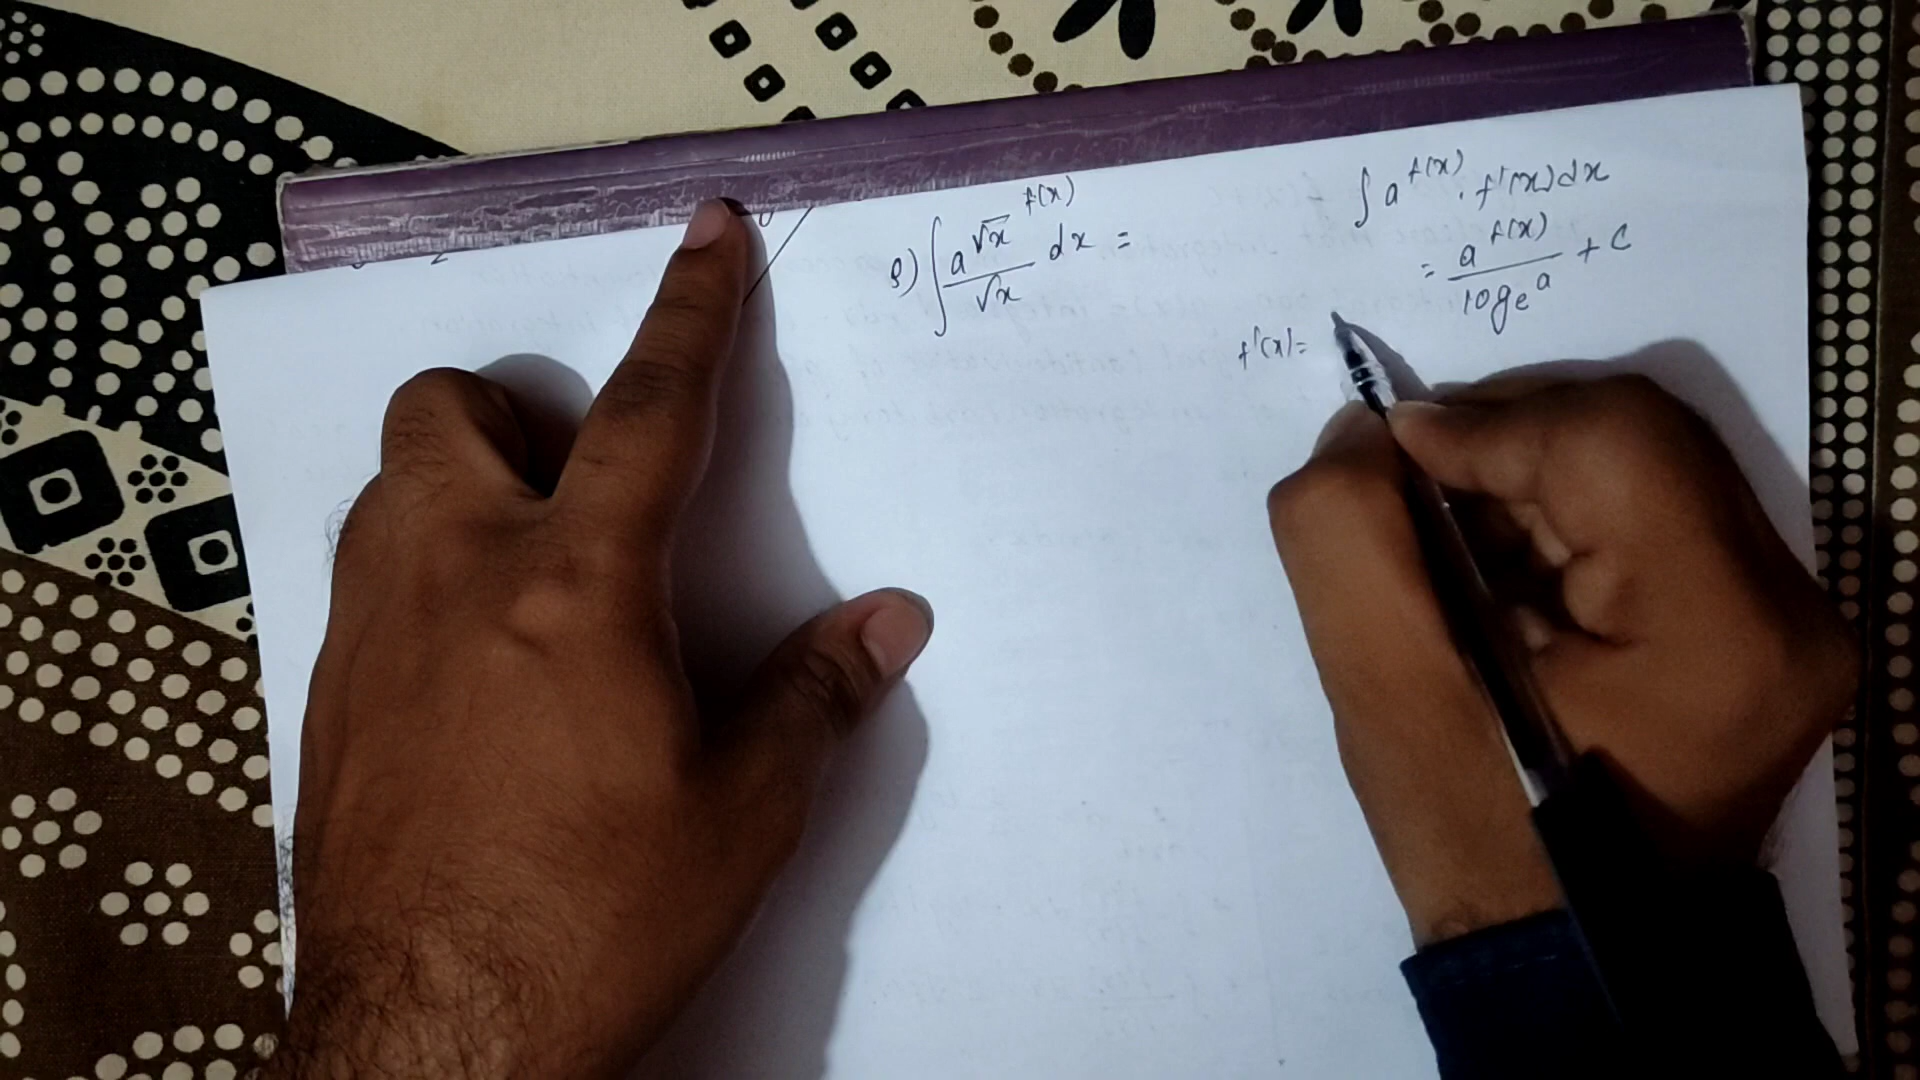 8) ∫ a^√x / √x dx =
f(x)
∫ a^f(x) . f'(x) dx
= a^f(x) / loge^a + c
f'(x) =